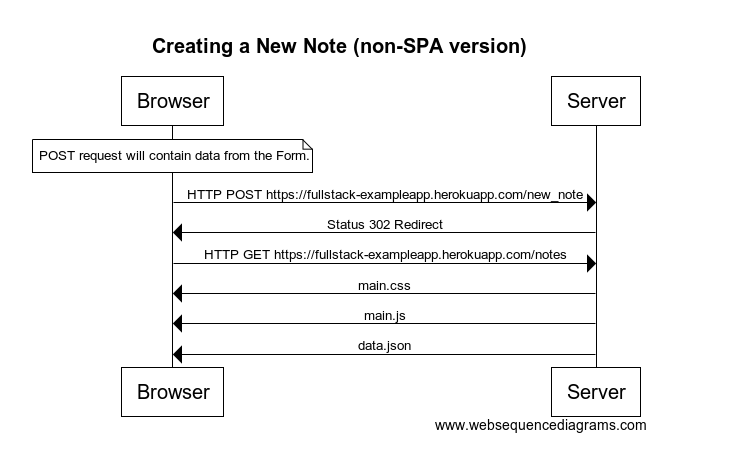 Creating a New Note (non-SPA version)
Browser
Server
POST request will contain data from the Form.
HTTP POST https://fullstack-exampleapp.herokuapp.com/new_note
Status 302 Redirect
HTTP GET https://fullstack-exampleapp.herokuapp.com/notes
main.css
main.js
data.json
Browser
Server
www.websequencediagrams.com